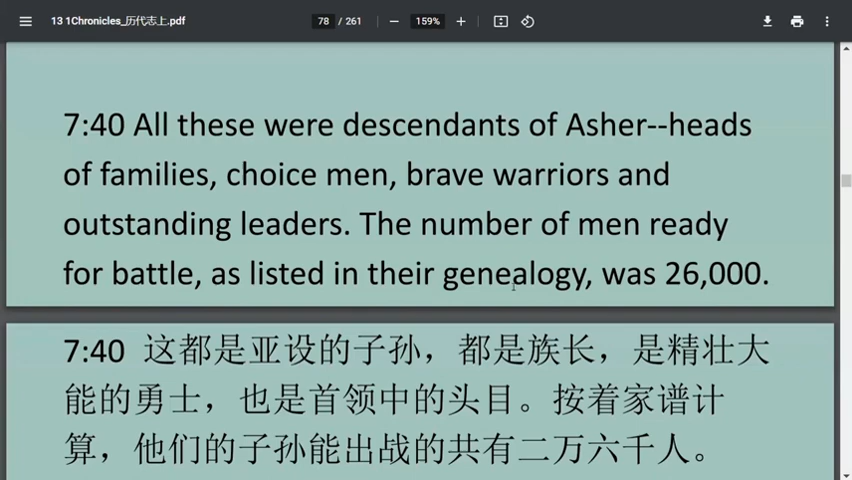 13 1Chronicles_历代志上.pdf
78 / 261
159%
7:40 All these were descendants of Asher--heads
of families, choice men, brave warriors and
outstanding leaders. The number of men ready
for battle, as listed in their genealogy, was 26,000.
7:40 这都是亚设的子孙，都是族长，是精壮大
能的勇士，也是首领中的头目。按着家谱计
算，他们的子孙能出战的共有二万六千人。